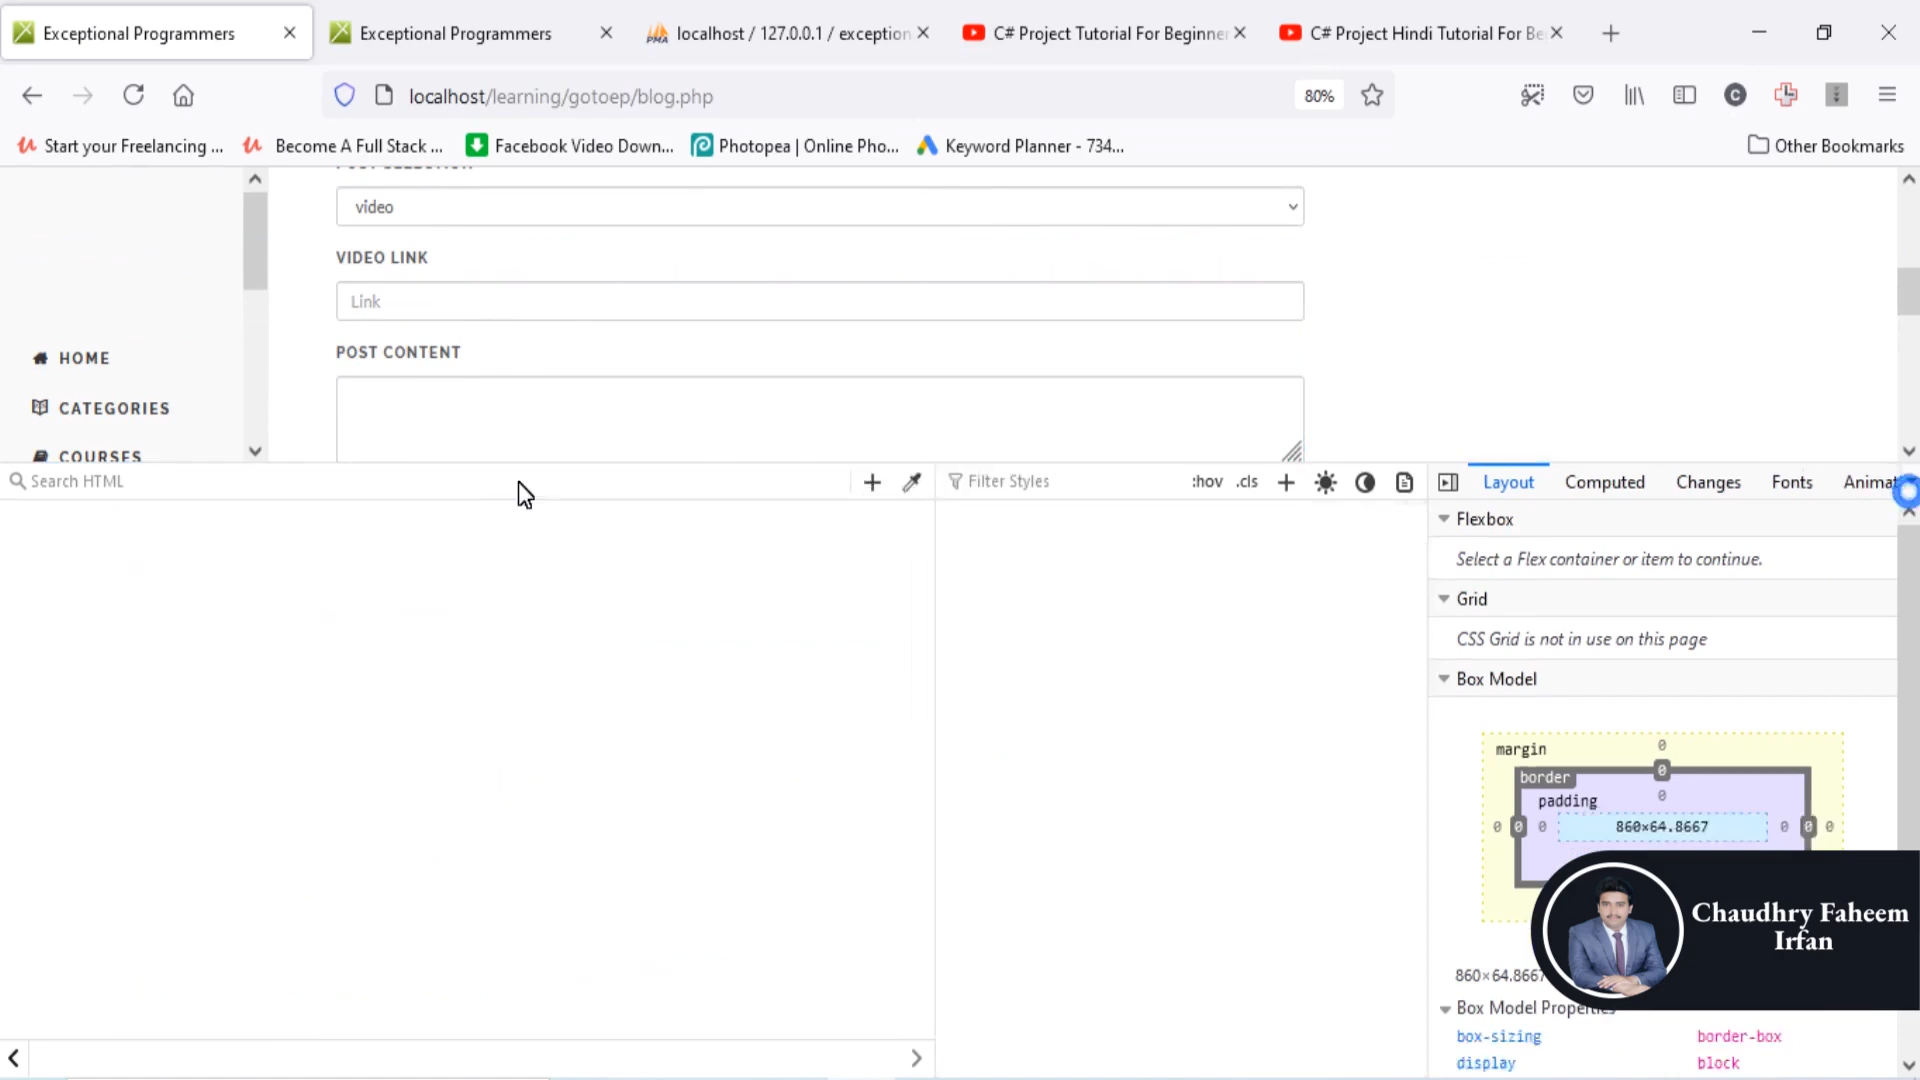 Exceptional Programmers
Exceptional Programmers
localhost / 127.0.0.1 / exception
C# Project Tutorial For Beginner
C# Project Hindi Tutorial For Be
localhost/learning/gotoep/blog.php
80%
Start your Freelancing ...
Become A Full Stack ...
Facebook Video Down...
Photopea | Online Pho...
Keyword Planner - 734...
Other Bookmarks
video
VIDEO LINK
Link
POST CONTENT
HOME
CATEGORIES
COURSES
Search HTML
Filter Styles
:hov
.cls
Layout
Computed
Changes
Fonts
Animat
Flexbox
Select a Flex container or item to continue.
Grid
CSS Grid is not in use on this page
Box Model
margin
0
border
0
padding
0
0 0 0 860×64.8667 0 0 0
Chaudhry Faheem
Irfan
860×64.8667
Box Model Properties
box-sizing border-box
display block